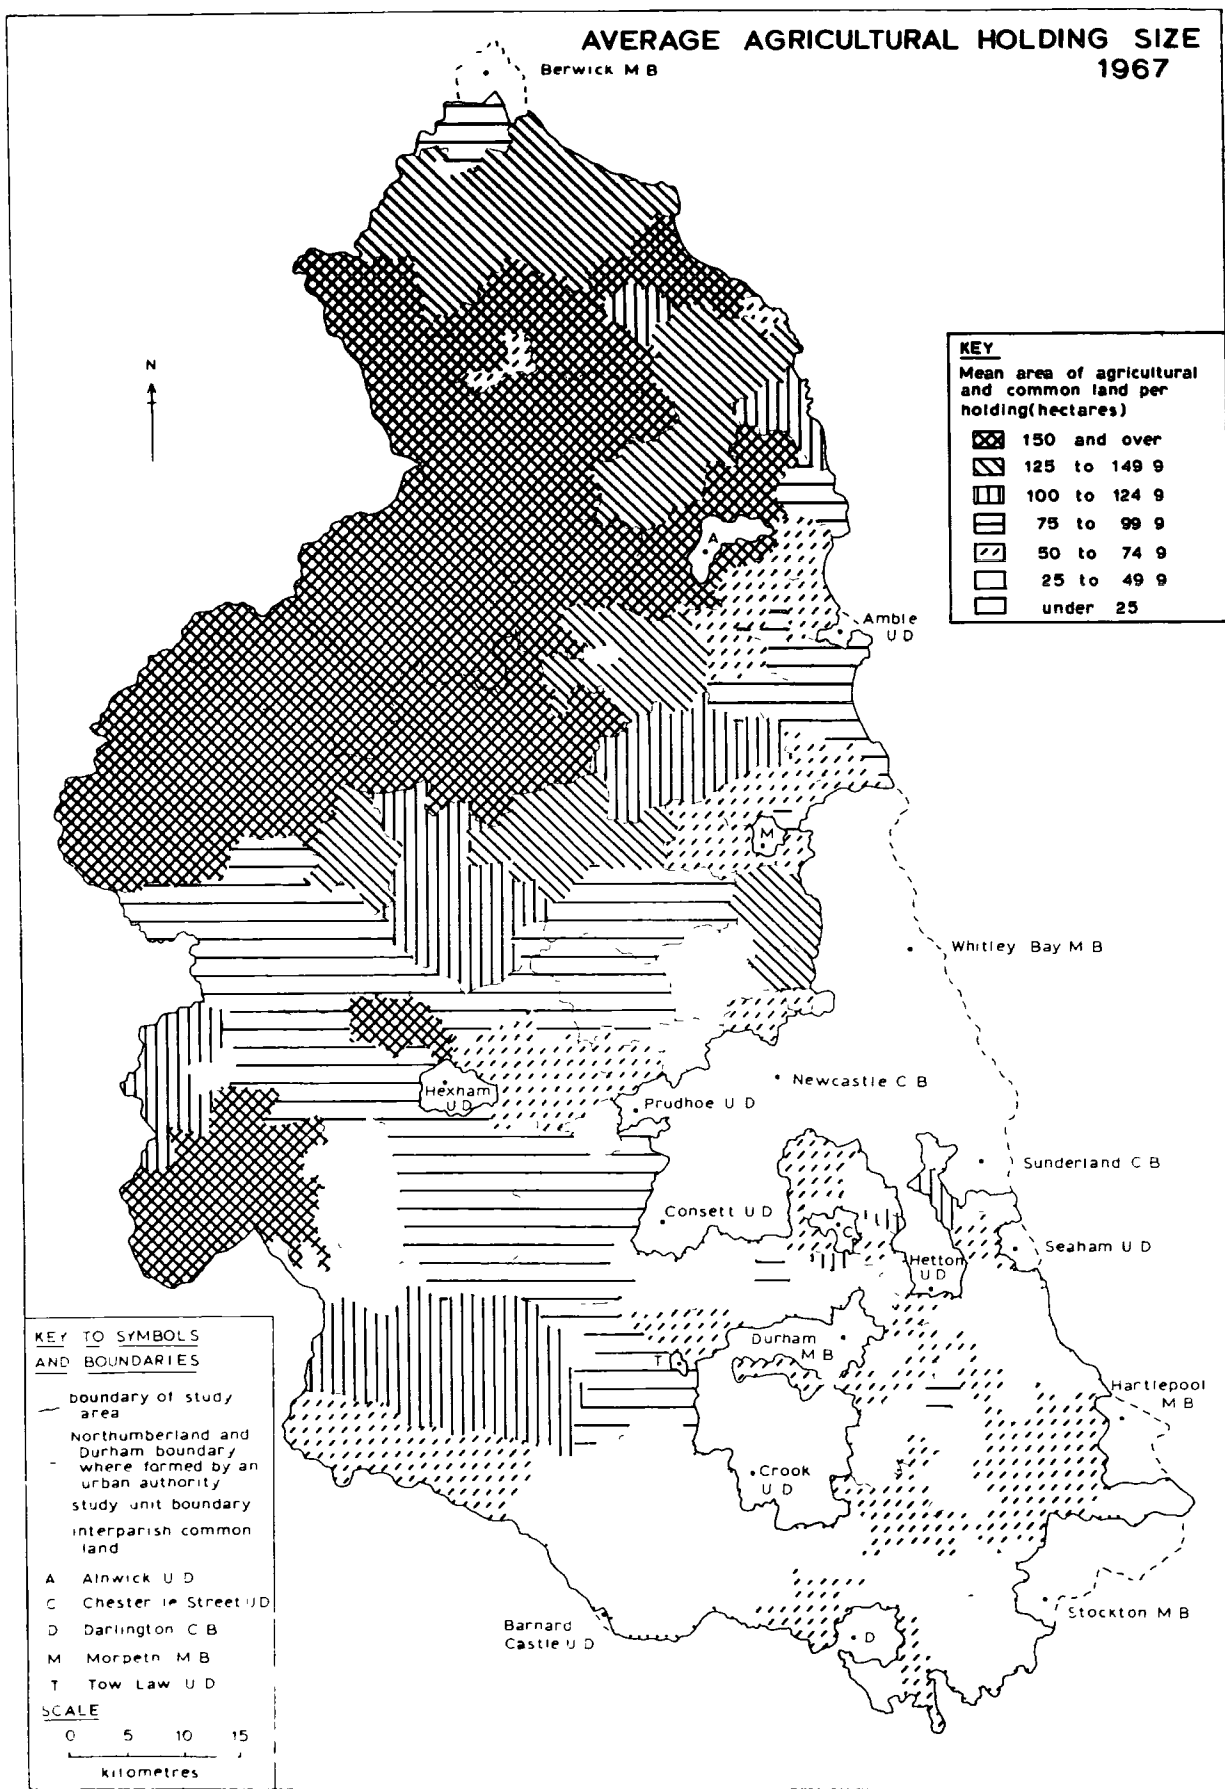 AVERAGE AGRICULTURAL HOLDING SIZE
1967
Berwick M B
N
KEY
Mean area of agricultural
and common land per
holding(hectares)
150 and over
125 to 149 9
100 to 124 9
75 to 99 9
50 to 74 9
25 to 49 9
under 25
A
Amble
U D
M
Whitley Bay M B
Newcastle C B
Hexham
U D
Prudhoe U D
Sunderland C B
Consett U D
C
Seaham U D
Hetton
U D
Durham
M B
T
Hartlepool
M B
Crook
U D
Stockton M B
Barnard
Castle U D
D
KEY TO SYMBOLS
AND BOUNDARIES
boundary of study
area
Northumberland and
Durham boundary
where formed by an
urban authority
study unit boundary
interparish common
land
A Alnwick U D
C Chester le Street U D
D Darlington C B
M Morpeth M B
T Tow Law U D
SCALE
0 5 10 15
kilometres